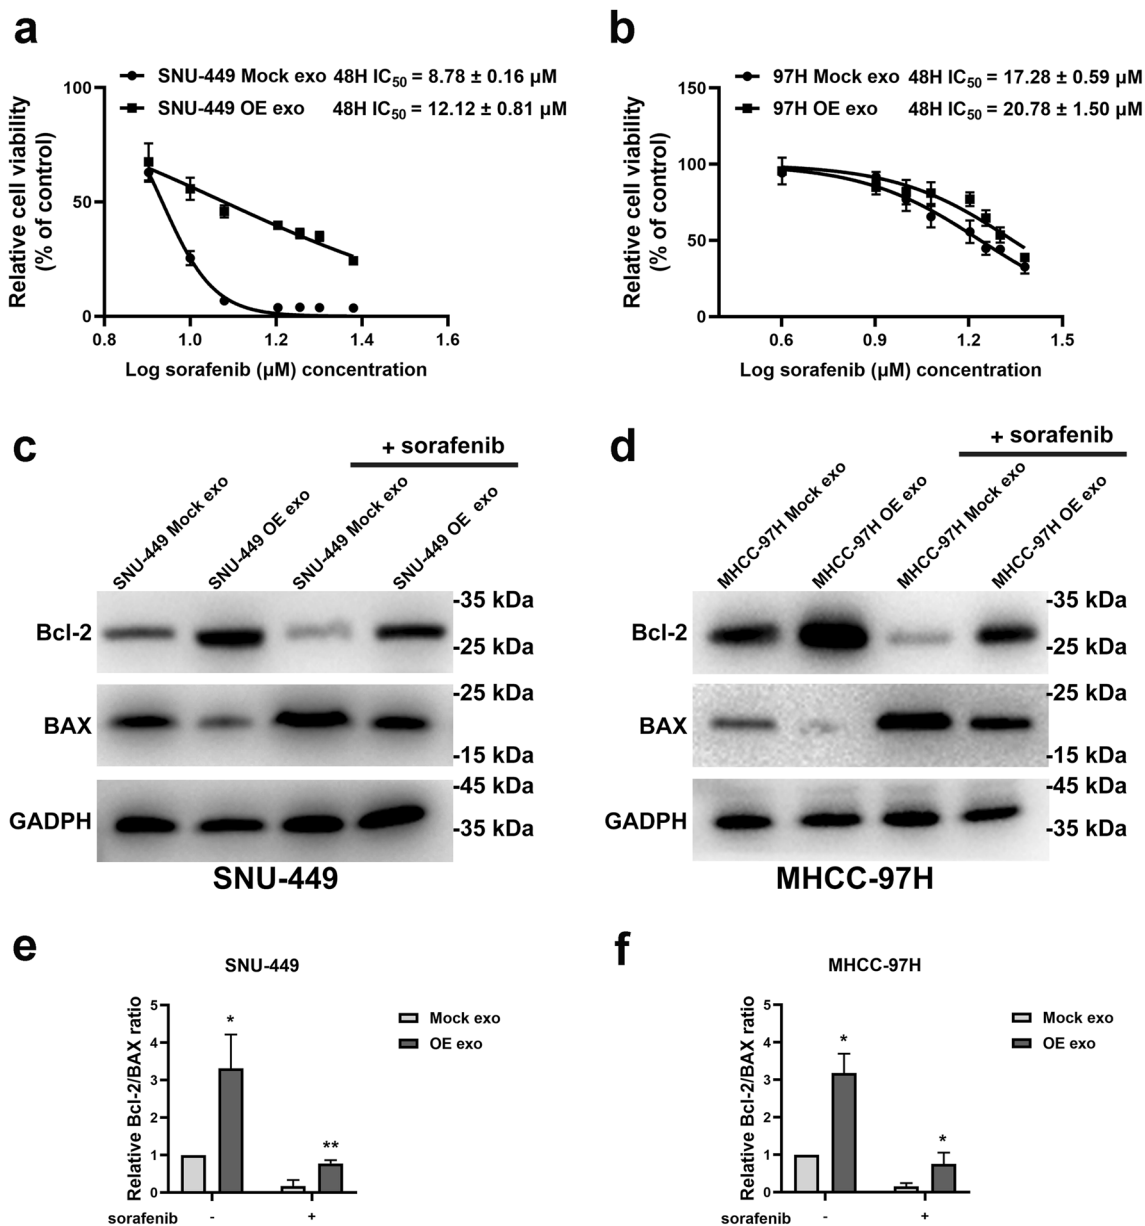 a
SNU-449 Mock exo 48H IC50 = 8.78 ± 0.16 µM
SNU-449 OE exo 48H IC50 = 12.12 ± 0.81 µM
Relative cell viability
(% of control)
100
50
0
0.8 1.0 1.2 1.4 1.6
Log sorafenib (µM) concentration
b
97H Mock exo 48H IC50 = 17.28 ± 0.59 µM
97H OE exo 48H IC50 = 20.78 ± 1.50 µM
Relative cell viability
(% of control)
150
100
50
0
0.6 0.9 1.2 1.5
Log sorafenib (µM) concentration
c
+ sorafenib
SNU-449 Mock exo
SNU-449 OE exo
SNU-449 Mock exo
SNU-449 OE exo
Bcl-2
-35 kDa
-25 kDa
BAX
-25 kDa
-15 kDa
GADPH
-45 kDa
-35 kDa
SNU-449
d
+ sorafenib
MHCC-97H Mock exo
MHCC-97H OE exo
MHCC-97H Mock exo
MHCC-97H OE exo
Bcl-2
-35 kDa
-25 kDa
BAX
-25 kDa
-15 kDa
GADPH
-45 kDa
-35 kDa
MHCC-97H
e
SNU-449
Relative Bcl-2/BAX ratio
5
4
3
2
1
0
*
**
Mock exo
OE exo
sorafenib - +
f
MHCC-97H
Relative Bcl-2/BAX ratio
5
4
3
2
1
0
*
*
Mock exo
OE exo
sorafenib - +